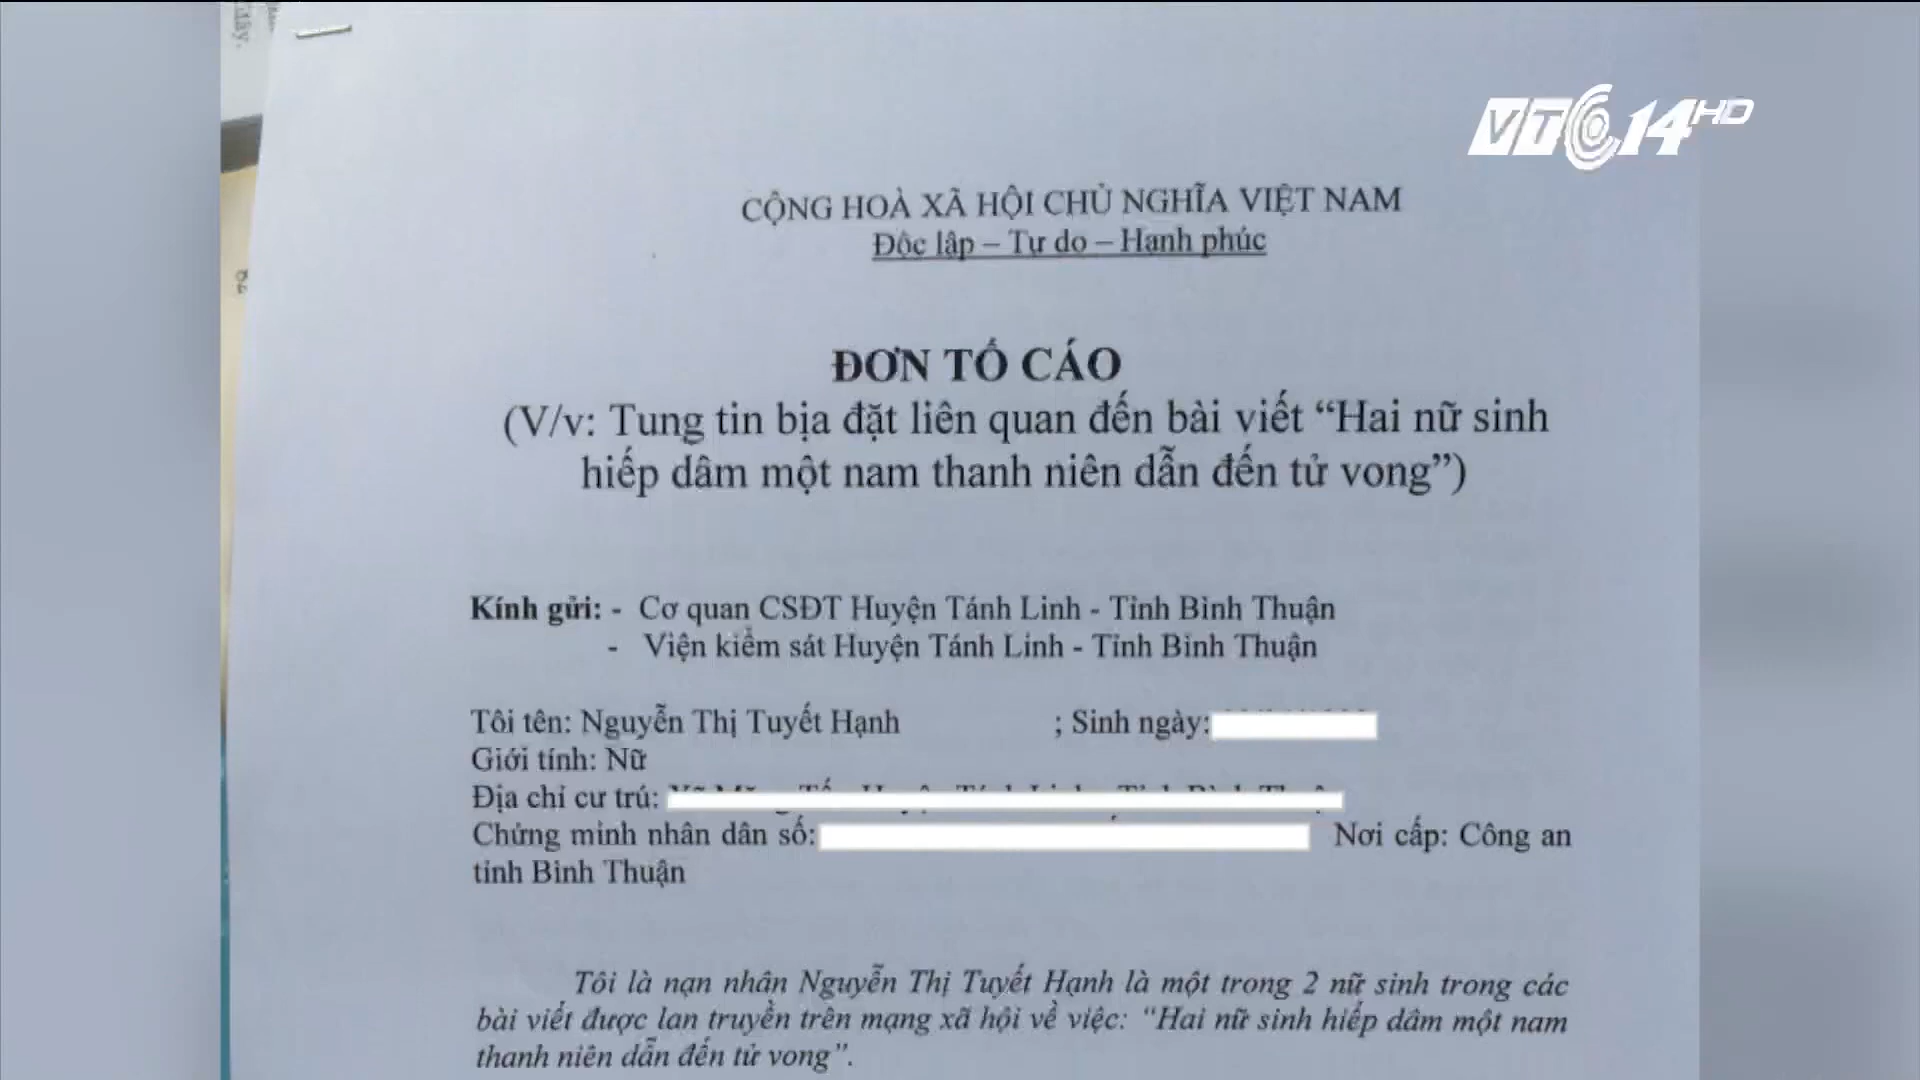 VTC14 HD
CỘNG HOÀ XÃ HỘI CHỦ NGHĨA VIỆT NAM
Độc lập – Tự do – Hạnh phúc
ĐƠN TỐ CÁO
(V/v: Tung tin bịa đặt liên quan đến bài viết “Hai nữ sinh
hiếp dâm một nam thanh niên dẫn đến tử vong”)
Kính gửi: - Cơ quan CSĐT Huyện Tánh Linh - Tỉnh Bình Thuận
- Viện kiểm sát Huyện Tánh Linh - Tỉnh Bình Thuận
Tôi tên: Nguyễn Thị Tuyết Hạnh ; Sinh ngày:
Giới tính: Nữ
Địa chỉ cư trú:
Chứng minh nhân dân số: Nơi cấp: Công an
tỉnh Bình Thuận
Tôi là nạn nhận Nguyễn Thị Tuyết Hạnh là một trong 2 nữ sinh trong các
bài viết được lan truyền trên mạng xã hội về việc: “Hai nữ sinh hiếp dâm một nam
thanh niên dẫn đến tử vong”.